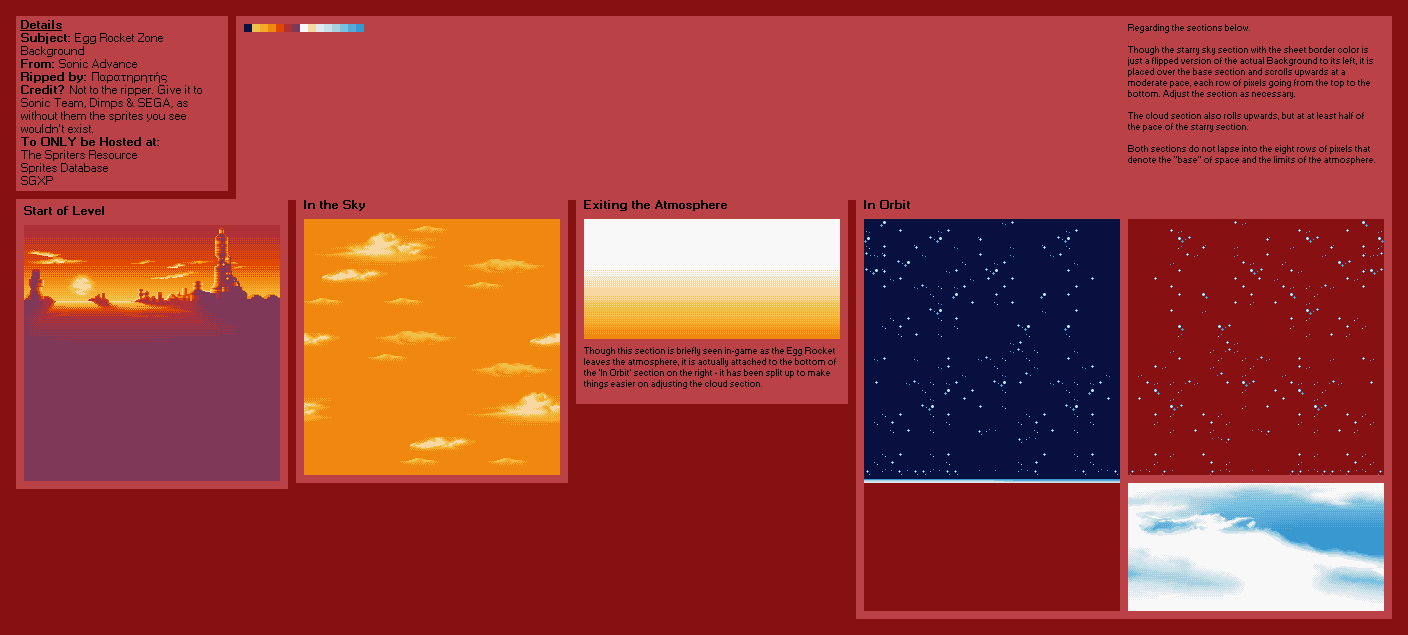 Details
Subject: Egg Rocket Zone
Background
From: Sonic Advance
Ripped by: Παρατηρητής
Credit? Not to the ripper. Give it to
Sonic Team, Dimps & SEGA, as
without them the sprites you see
wouldn't exist.
To ONLY be Hosted at:
The Spriters Resource
Sprites Database
SGXP
Regarding the sections below.
Though the starry sky section with the sheet border color is
just a flipped version of the actual Background to its left, it is
placed over the base section and scrolls upwards at a
moderate pace, each row of pixels going from the top to the
bottom. Adjust the section as necessary.
The cloud section also rolls upwards, but at at least half of
the pace of the starry section.
Both sections do not lapse into the eight rows of pixels that
denote the "base" of space and the limits of the atmosphere.
Start of Level
In the Sky
Exiting the Atmosphere
Though this section is briefly seen in-game as the Egg Rocket
leaves the atmosphere, it is actually attached to the bottom of
the 'In Orbit' section on the right - it has been split up to make
things easier on adjusting the cloud section.
In Orbit